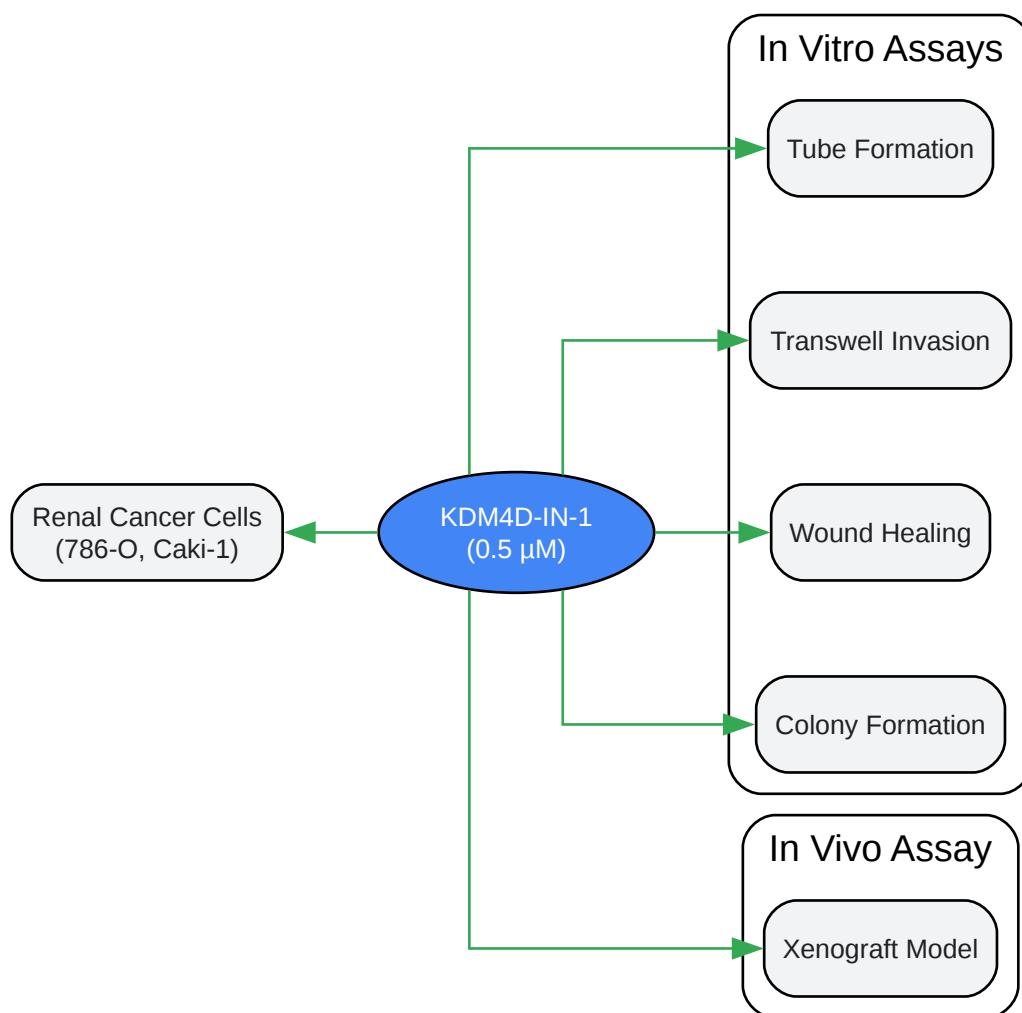 In Vitro Assays
Tube Formation
Transwell Invasion
Renal Cancer Cells
(786-O, Caki-1)
KDM4D-IN-1
(0.5 µM)
Wound Healing
Colony Formation
In Vivo Assay
Xenograft Model